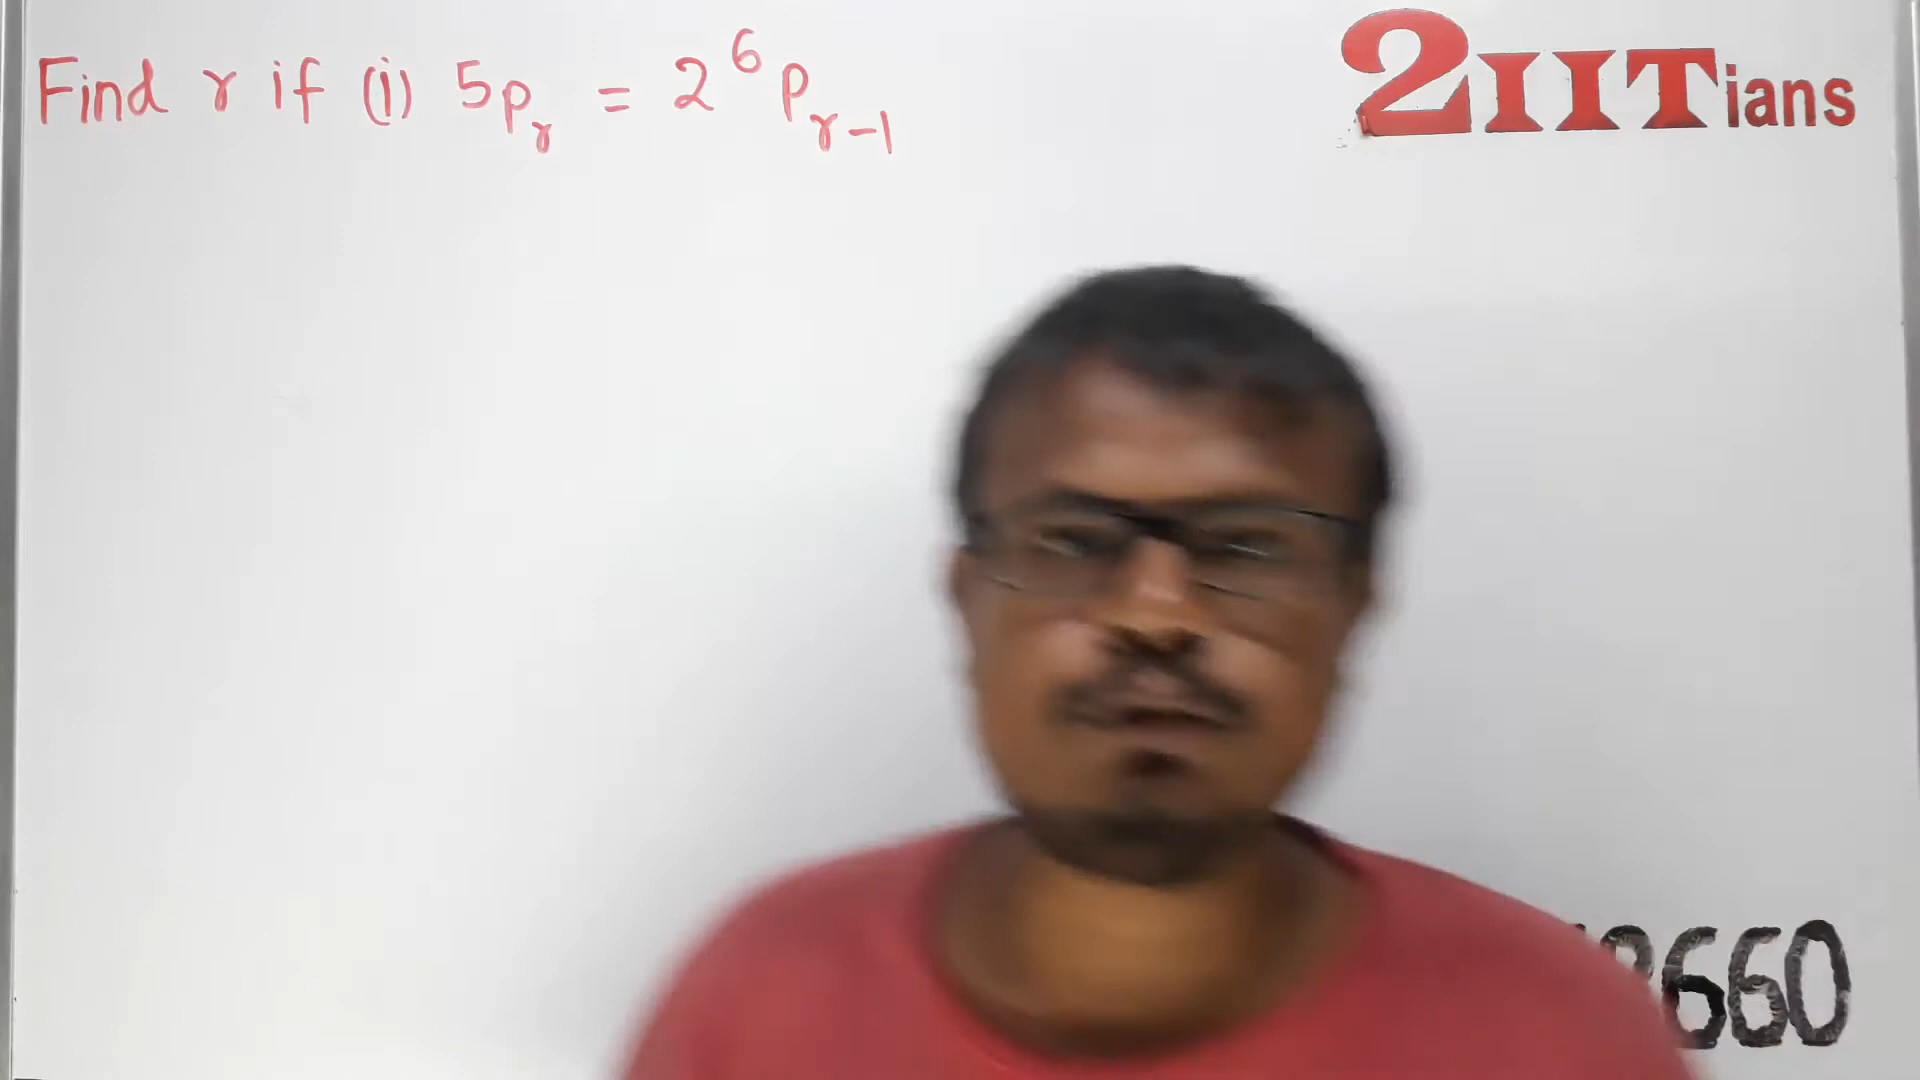 Find r if (i) 5pᵣ = 2 ⁶pᵣ₋₁
2IITians
660